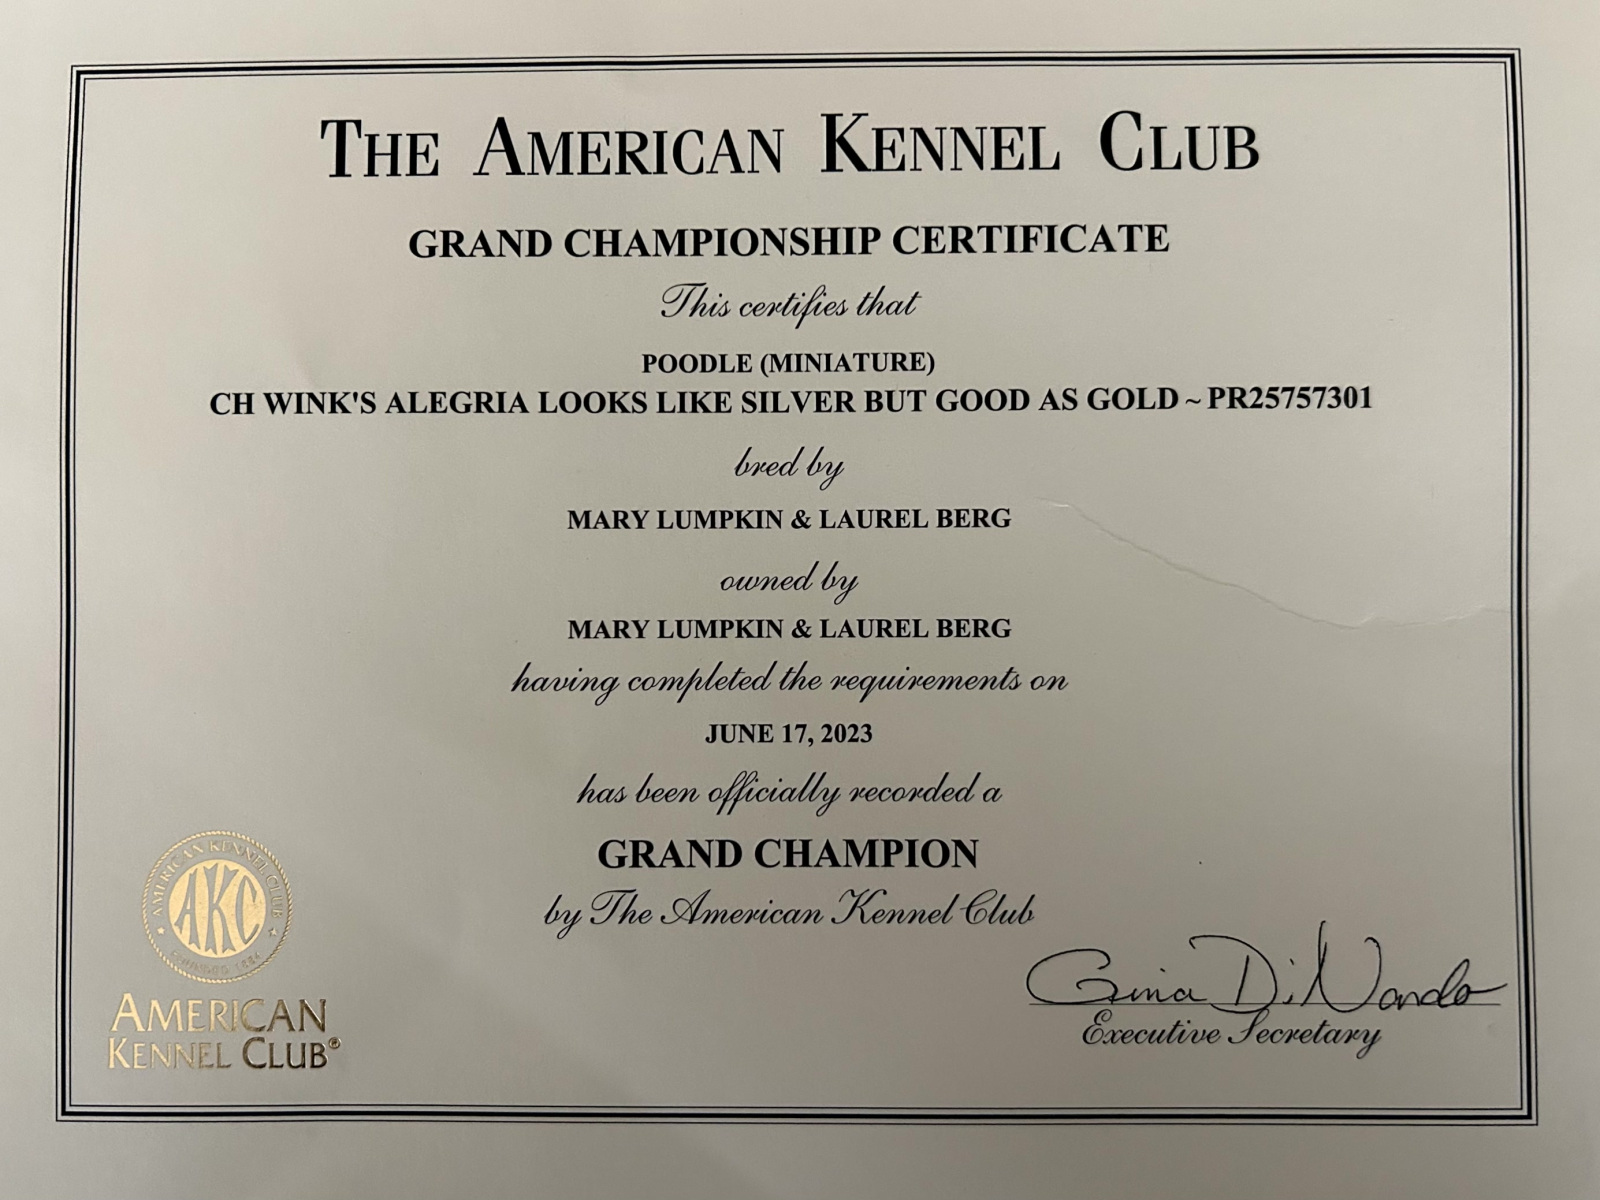 THE AMERICAN KENNEL CLUB
GRAND CHAMPIONSHIP CERTIFICATE
This certifies that
POODLE (MINIATURE)
CH WINK'S ALEGRIA LOOKS LIKE SILVER BUT GOOD AS GOLD ~ PR25757301
bred by
MARY LUMPKIN & LAUREL BERG
owned by
MARY LUMPKIN & LAUREL BERG
having completed the requirements on
JUNE 17, 2023
has been officially recorded a
GRAND CHAMPION
by The American Kennel Club
AMERICAN KENNEL CLUB
AKC
FOUNDED 1884
AMERICAN
KENNEL CLUB®
Gina DiNardo
Executive Secretary